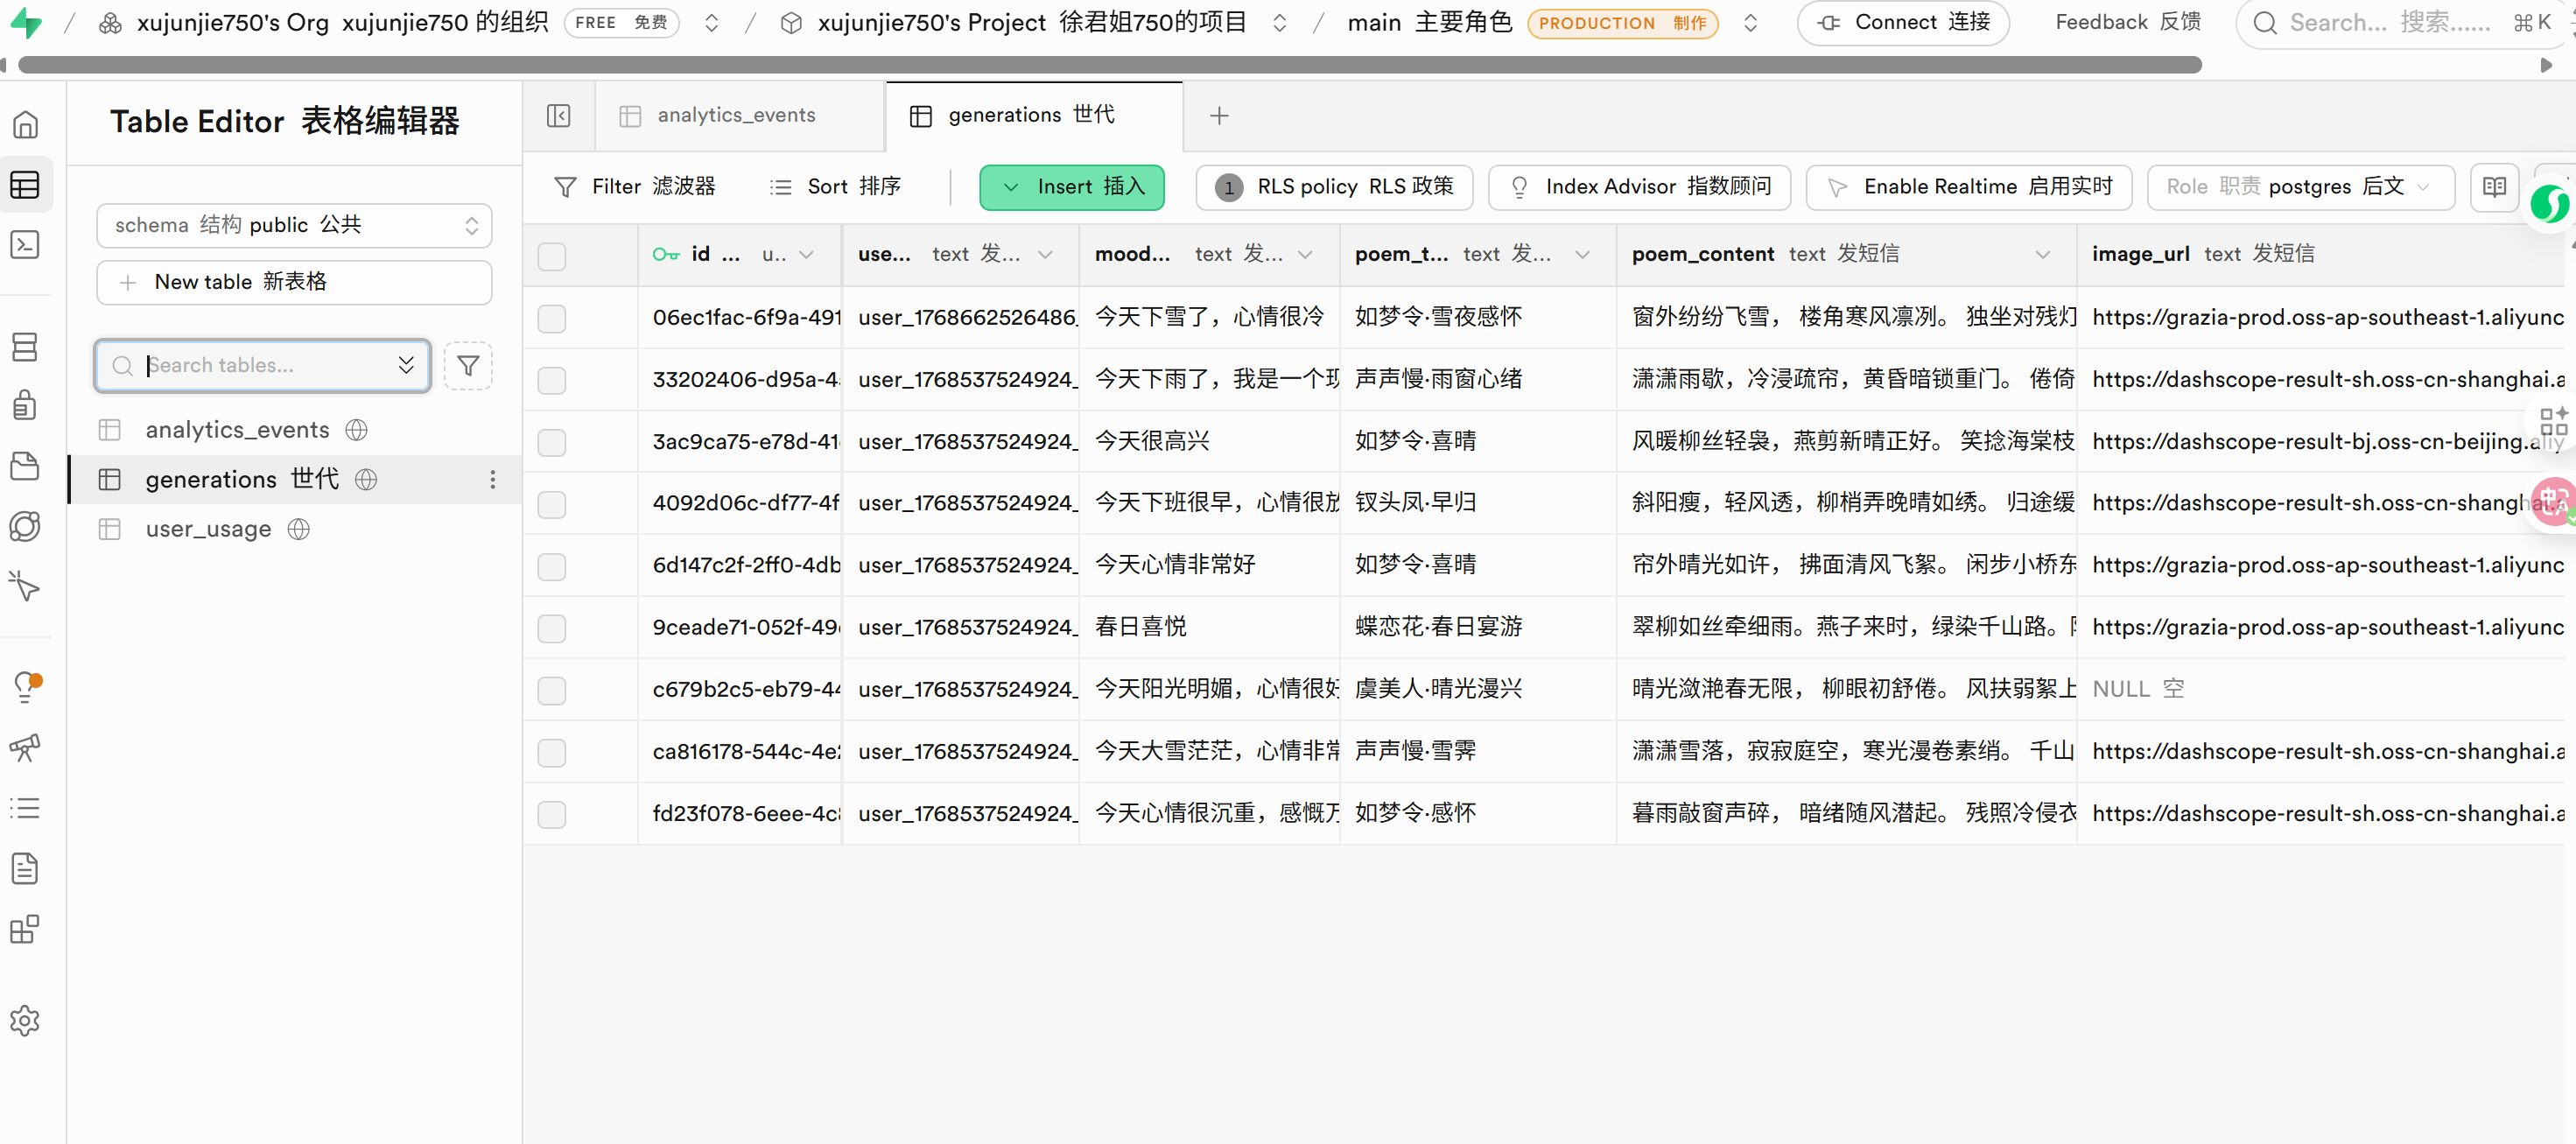 xujunjie750's Org xujunjie750 的组织 FREE 免费 / xujunjie750's Project 徐君姐750的项目 / main 主要角色 PRODUCTION 制作 Connect 连接 Feedback 反馈 Search... 搜索...... ⌘K
Table Editor 表格编辑器
schema 结构 public 公共
New table 新表格
Search tables...
analytics_events
generations 世代
user_usage
analytics_events
generations 世代
Filter 滤波器 Sort 排序 Insert 插入 1 RLS policy RLS 政策 Index Advisor 指数顾问 Enable Realtime 启用实时 Role 职责 postgres 后文
id ... u.. use... text 发... mood... text 发... poem_t... text 发... poem_content text 发短信 image_url text 发短信
06ec1fac-6f9a-491 user_1768662526486_ 今天下雪了，心情很冷 如梦令·雪夜感怀 窗外纷纷飞雪， 楼角寒风凛冽。 独坐对残灯 https://grazia-prod.oss-ap-southeast-1.aliyunc
33202406-d95a-4 user_1768537524924_ 今天下雨了，我是一个现 声声慢·雨窗心绪 潇潇雨歇，冷浸疏帘，黄昏暗锁重门。 倦倚 https://dashscope-result-sh.oss-cn-shanghai.a
3ac9ca75-e78d-41 user_1768537524924_ 今天很高兴 如梦令·喜晴 风暖柳丝轻袅，燕剪新晴正好。 笑捻海棠枝 https://dashscope-result-bj.oss-cn-beijing.aliy
4092d06c-df77-4f user_1768537524924_ 今天下班很早，心情很放 钗头凤·早归 斜阳瘦，轻风透，柳梢弄晚晴如绣。 归途缓 https://dashscope-result-sh.oss-cn-shanghai.a
6d147c2f-2ff0-4db user_1768537524924_ 今天心情非常好 如梦令·喜晴 帘外晴光如许， 拂面清风飞絮。 闲步小桥东 https://grazia-prod.oss-ap-southeast-1.aliyunc
9ceade71-052f-49 user_1768537524924_ 春日喜悦 蝶恋花·春日宴游 翠柳如丝牵细雨。燕子来时，绿染千山路。 https://grazia-prod.oss-ap-southeast-1.aliyunc
c679b2c5-eb79-44 user_1768537524924_ 今天阳光明媚，心情很好 虞美人·晴光漫兴 晴光潋滟春无限， 柳眼初舒倦。 风扶弱絮上 NULL 空
ca816178-544c-4e user_1768537524924_ 今天大雪茫茫，心情非常 声声慢·雪霁 潇潇雪落，寂寂庭空，寒光漫卷素绡。 千山 https://dashscope-result-sh.oss-cn-shanghai.a
fd23f078-6eee-4c user_1768537524924_ 今天心情很沉重，感慨万 如梦令·感怀 暮雨敲窗声碎， 暗绪随风潜起。 残照冷侵衣 https://dashscope-result-sh.oss-cn-shanghai.a